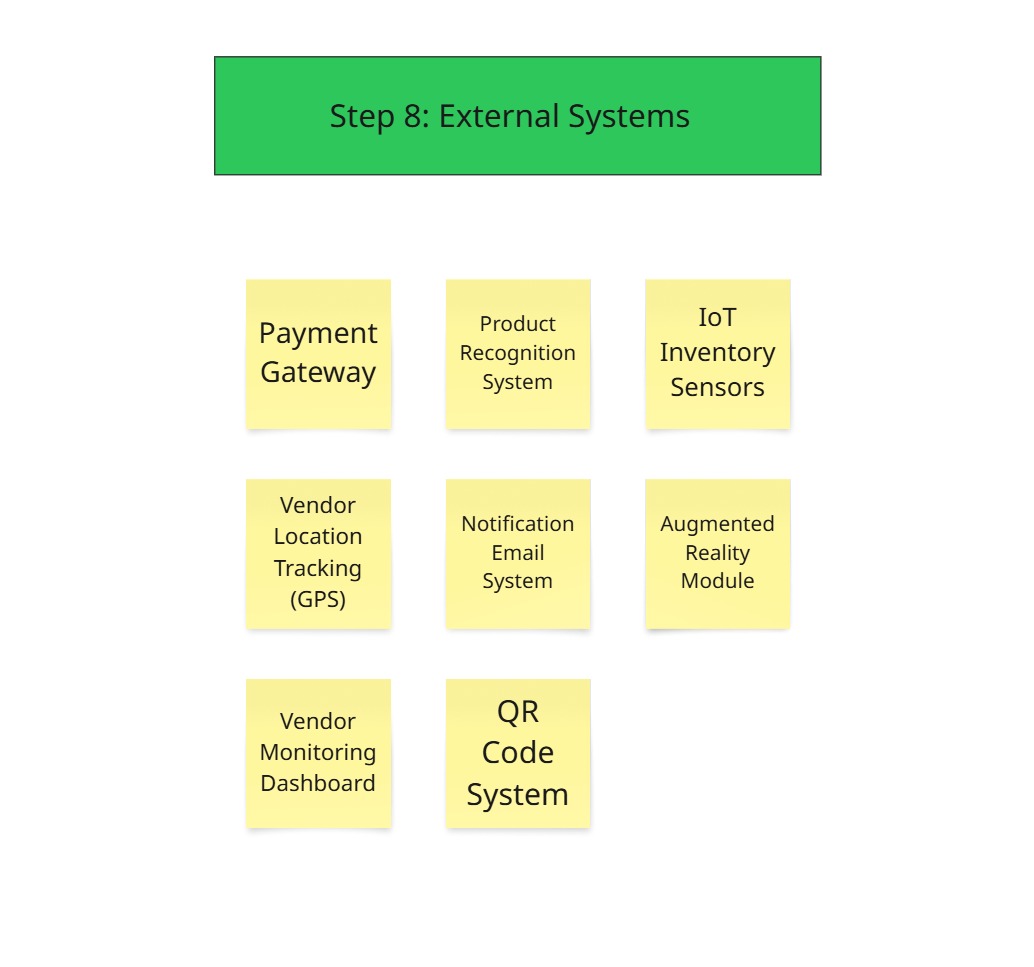 Step 8: External Systems
Payment
Gateway
Product
Recognition
System
IoT
Inventory
Sensors
Vendor
Location
Tracking
(GPS)
Notification
Email
System
Augmented
Reality
Module
Vendor
Monitoring
Dashboard
QR
Code
System